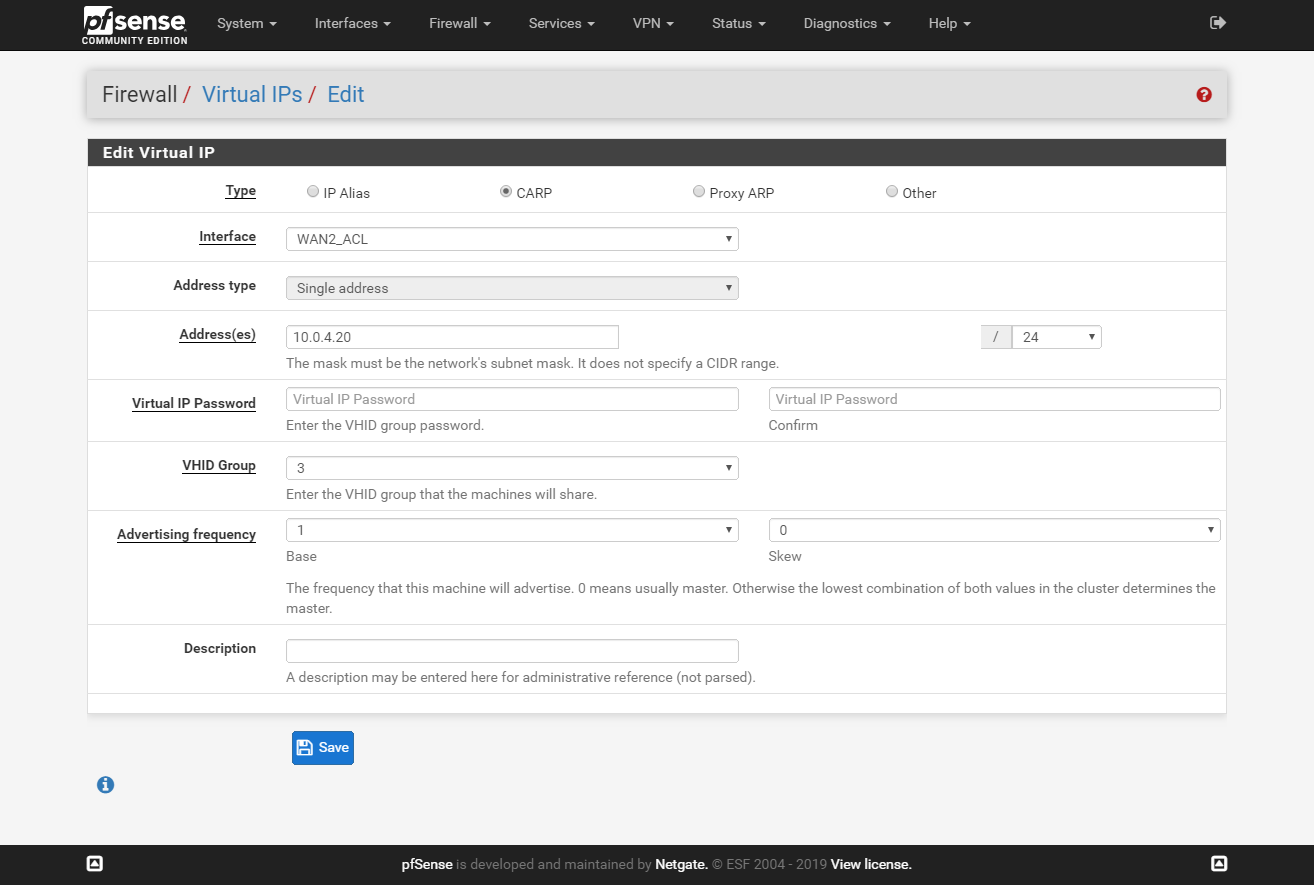 pfsense System Interfaces Firewall Services VPN Status Diagnostics Help
COMMUNITY EDITION
Firewall / Virtual IPs / Edit
Edit Virtual IP
Type IP Alias CARP Proxy ARP Other
Interface WAN2_ACL
Address type Single address
Address(es) 10.0.4.20 / 24
The mask must be the network's subnet mask. It does not specify a CIDR range.
Virtual IP Password Virtual IP Password Virtual IP Password
Enter the VHID group password. Confirm
VHID Group 3
Enter the VHID group that the machines will share.
Advertising frequency 1 0
Base Skew
The frequency that this machine will advertise. 0 means usually master. Otherwise the lowest combination of both values in the cluster determines the
master.
Description
A description may be entered here for administrative reference (not parsed).
Save
pfSense is developed and maintained by Netgate. © ESF 2004 - 2019 View license.